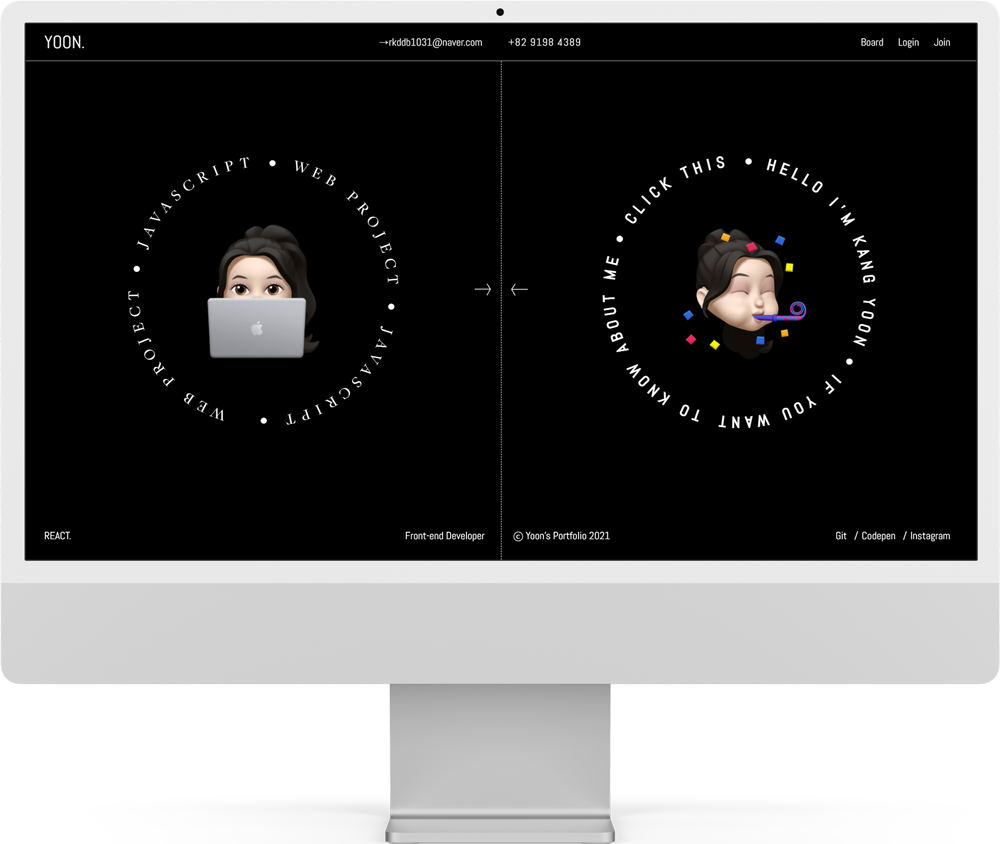 YOON.
→rkddb1031@naver.com
+82 9198 4389
Board Login Join
JAVASCRIPT • WEB PROJECT • JAVASCRIPT • WEB PROJECT •
CLICK THIS • HELLO I'M KANG YOON • IF YOU WANT TO KNOW ABOUT ME •
→ ←
REACT.
Front-end Developer
© Yoon's Portfolio 2021
Git / Codepen / Instagram